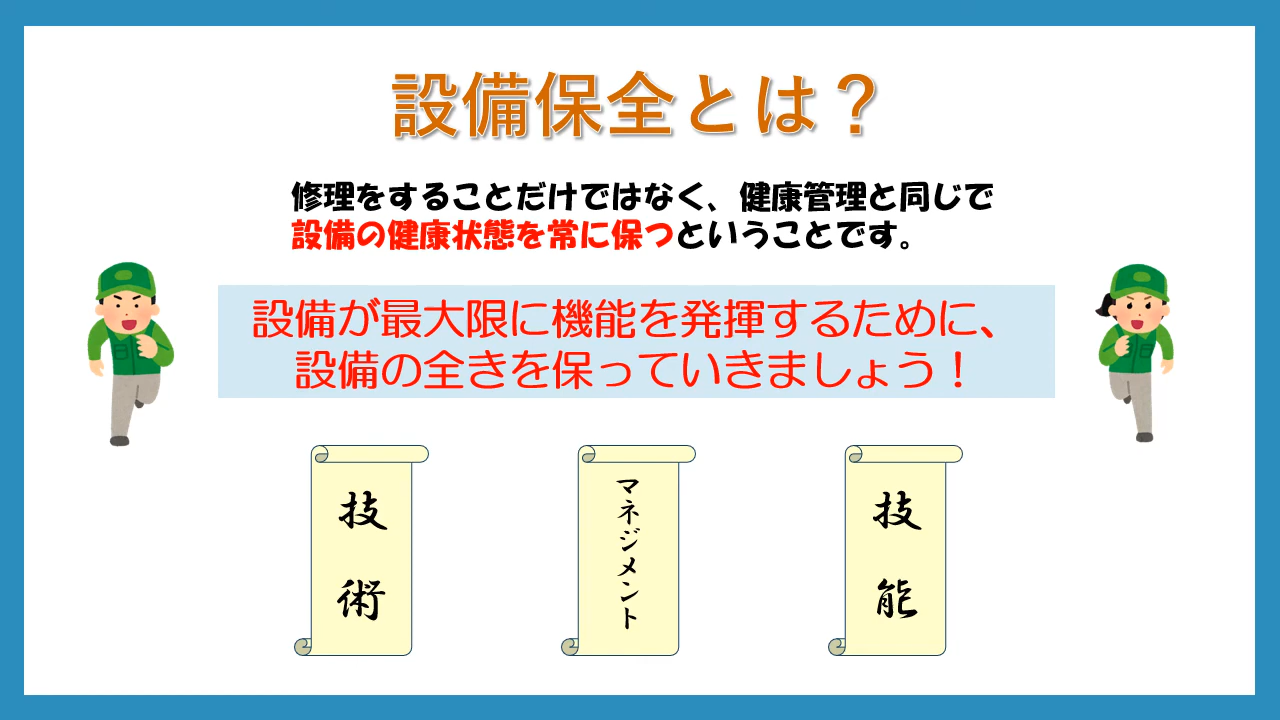 設備保全とは？
修理をすることだけではなく、健康管理と同じで
設備の健康状態を常に保つということです。
設備が最大限に機能を発揮するために、
設備の全きを保っていきましょう！
技術
マネジメント
技能